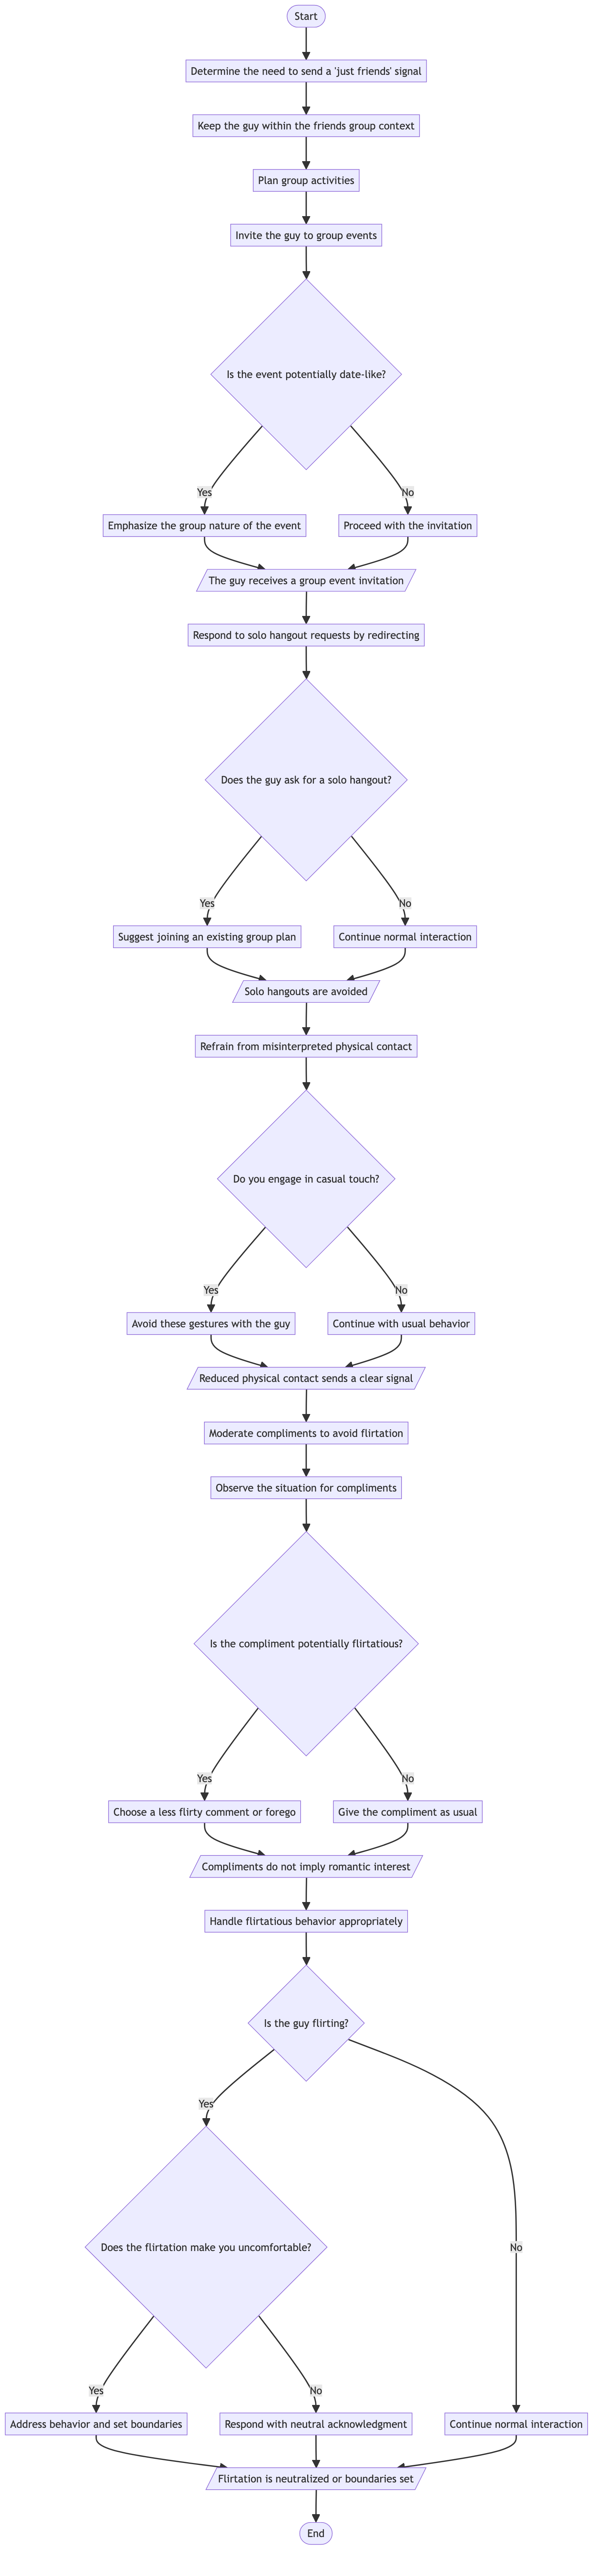 Start
Determine the need to send a 'just friends' signal
Keep the guy within the friends group context
Plan group activities
Invite the guy to group events
Is the event potentially date-like?
Yes
No
Emphasize the group nature of the event
Proceed with the invitation
The guy receives a group event invitation
Respond to solo hangout requests by redirecting
Does the guy ask for a solo hangout?
Yes
No
Suggest joining an existing group plan
Continue normal interaction
Solo hangouts are avoided
Refrain from misinterpreted physical contact
Do you engage in casual touch?
Yes
No
Avoid these gestures with the guy
Continue with usual behavior
Reduced physical contact sends a clear signal
Moderate compliments to avoid flirtation
Observe the situation for compliments
Is the compliment potentially flirtatious?
Yes
No
Choose a less flirty comment or forego
Give the compliment as usual
Compliments do not imply romantic interest
Handle flirtatious behavior appropriately
Is the guy flirting?
Yes
Does the flirtation make you uncomfortable?
No
Yes
No
Address behavior and set boundaries
Respond with neutral acknowledgment
Continue normal interaction
Flirtation is neutralized or boundaries set
End